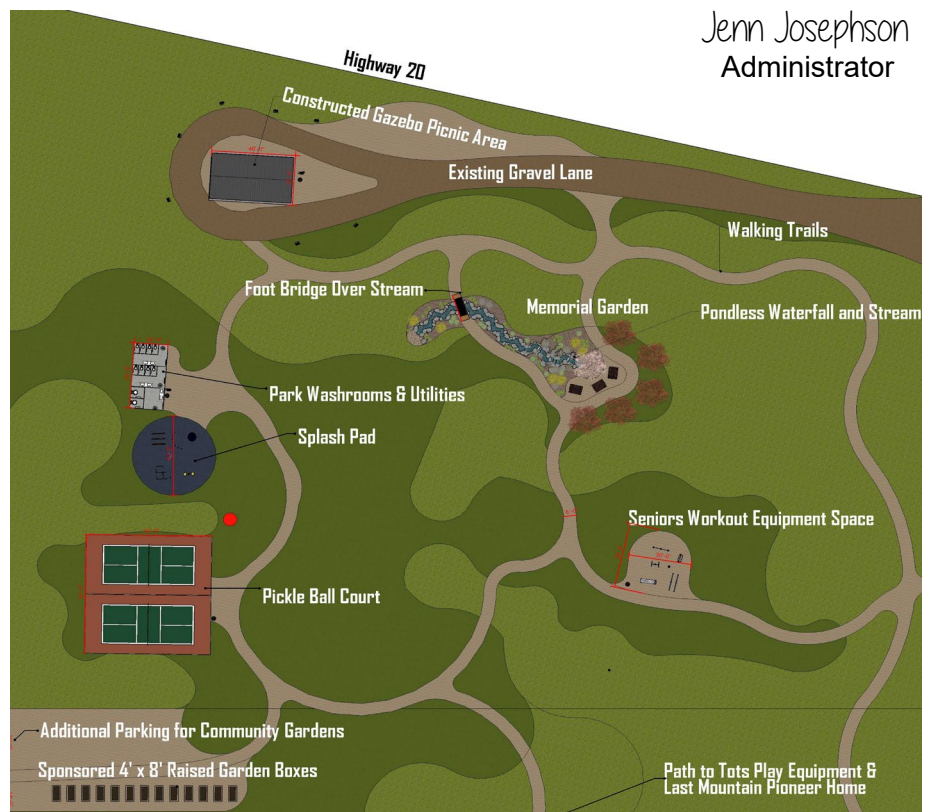 Jenn Josephson
Administrator
Highway 20
Constructed Gazebo Picnic Area
Existing Gravel Lane
Walking Trails
Foot Bridge Over Stream
Memorial Garden
Pondless Waterfall and Stream
Park Washrooms & Utilities
Splash Pad
Seniors Workout Equipment Space
Pickle Ball Court
Additional Parking for Community Gardens
Sponsored 4' x 8' Raised Garden Boxes
Path to Tots Play Equipment &
Last Mountain Pioneer Home